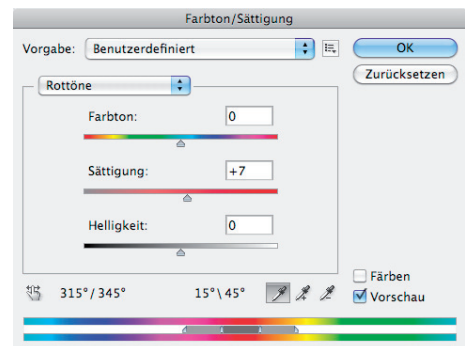 Farbton/Sättigung
Vorgabe: Benutzerdefiniert
OK
Zurücksetzen
Rottöne
Farbton: 0
Sättigung: +7
Helligkeit: 0
315°/345° 15°\45°
Färben
Vorschau